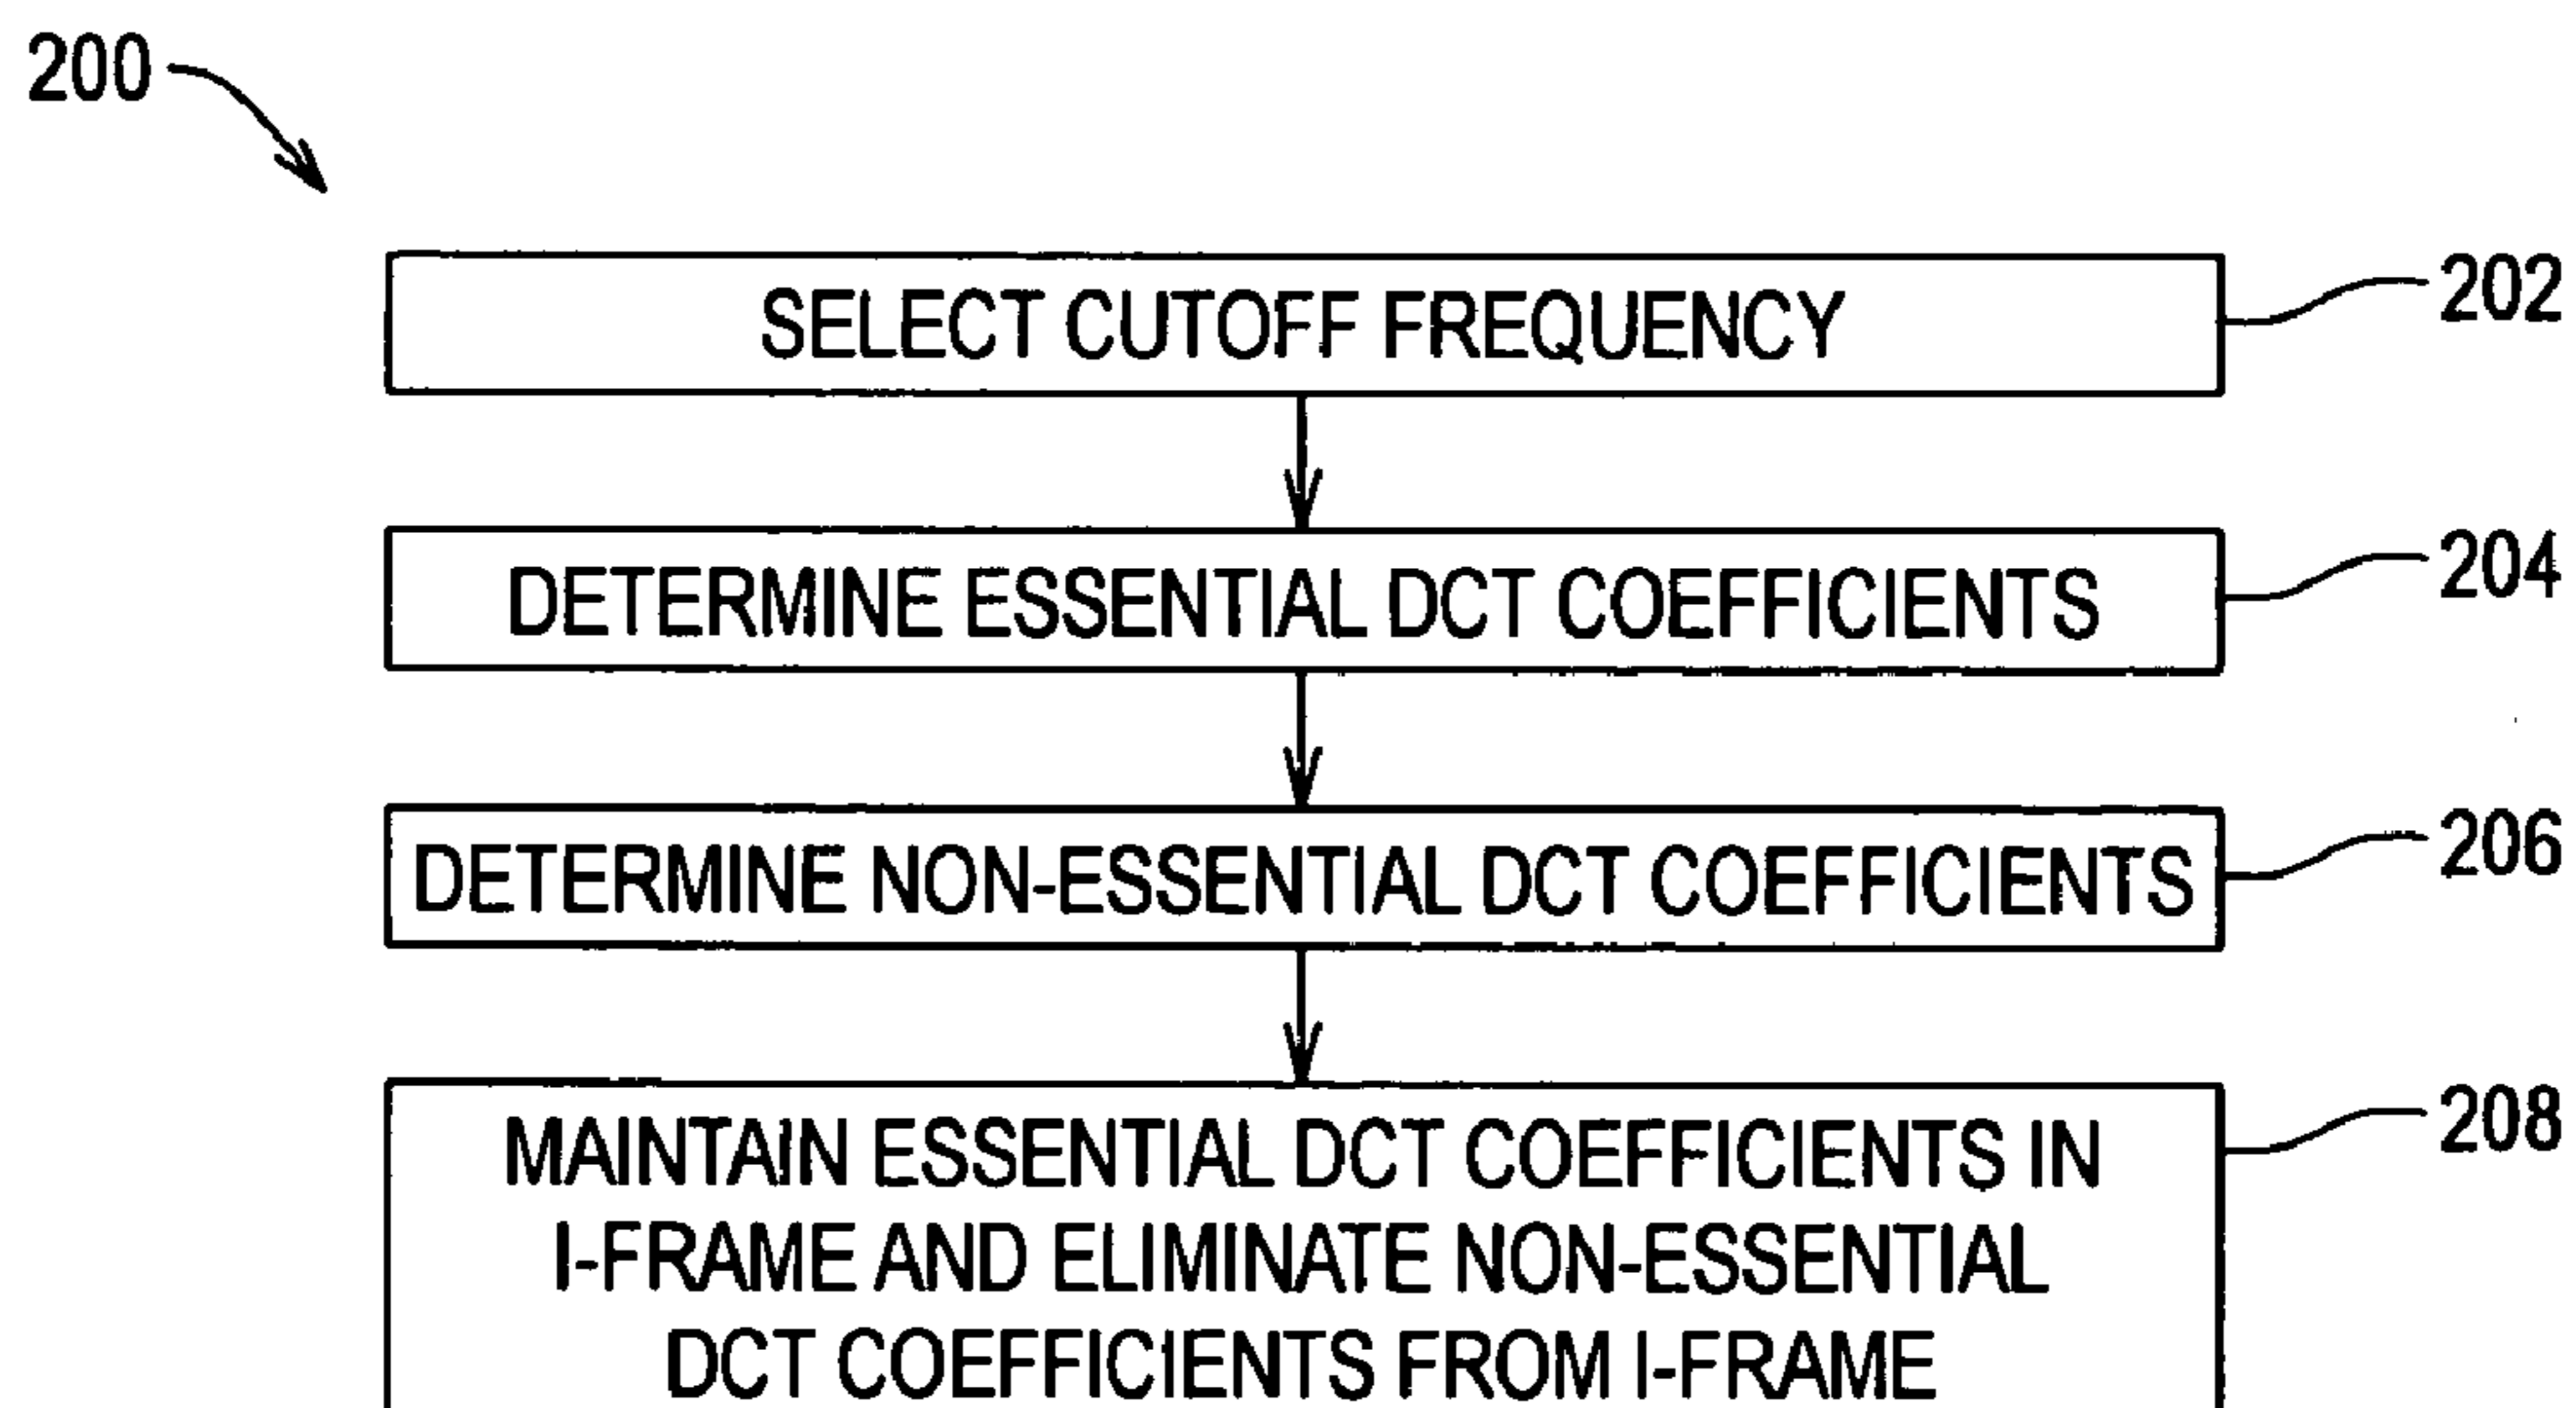 200
SELECT CUTOFF FREQUENCY
202
DETERMINE ESSENTIAL DCT COEFFICIENTS
204
DETERMINE NON-ESSENTIAL DCT COEFFICIENTS
206
MAINTAIN ESSENTIAL DCT COEFFICIENTS IN
I-FRAME AND ELIMINATE NON-ESSENTIAL
DCT COEFFICIENTS FROM I-FRAME
208